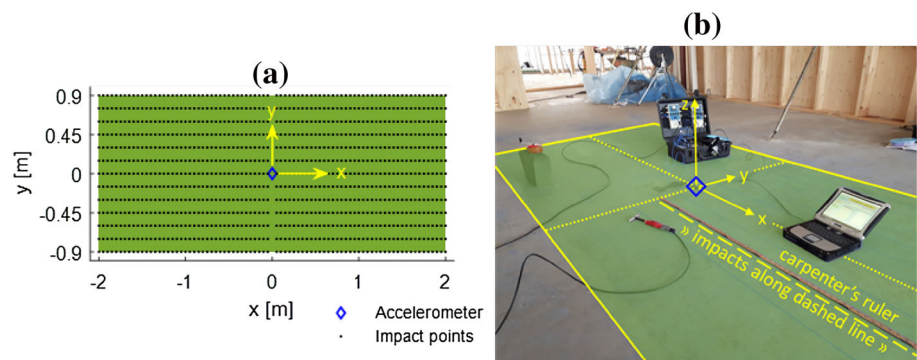 (a)
0.9
0.45
0
-0.45
-0.9
y [m]
y
x
-2
-1
0
1
2
x [m]
Accelerometer
Impact points
(b)
z
y
x
carpenter's ruler
» impacts along
dashed line »